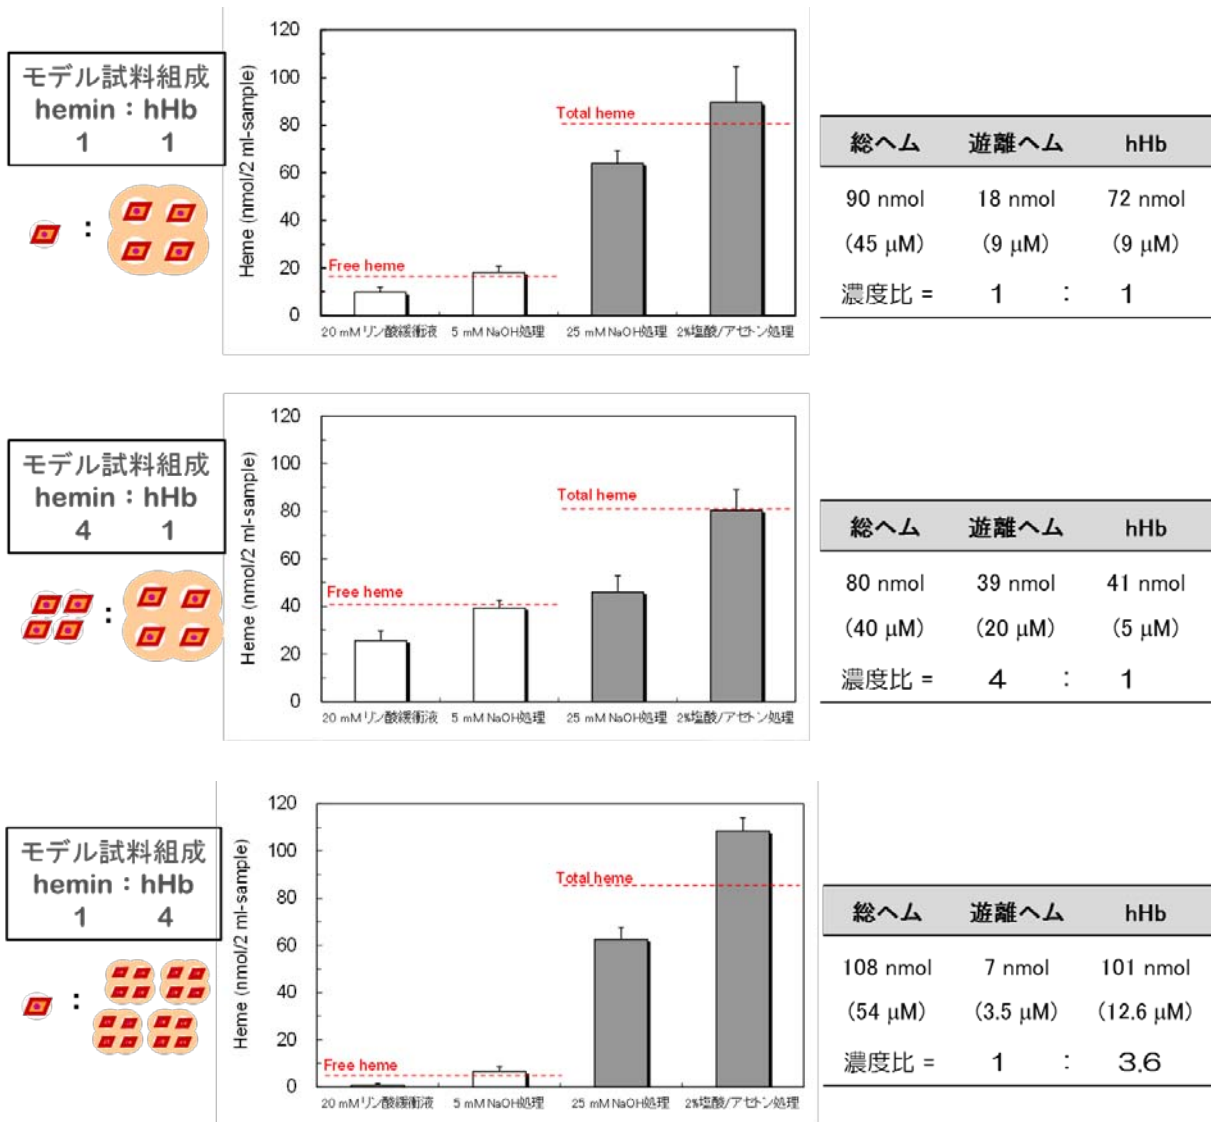 モデル試料組成
hemin：hHb
1 1
:
120
100
80
60
40
20
0
Heme (nmol/2 ml-sample)
Total heme
Free heme
20 mMリン酸緩衝液 5 mM NaOH処理 25 mM NaOH処理 2%塩酸/アセトン処理
総ヘム 遊離ヘム hHb
90 nmol 18 nmol 72 nmol
(45 μM) (9 μM) (9 μM)
濃度比 = 1 : 1
モデル試料組成
hemin：hHb
4 1
:
120
100
80
60
40
20
0
Heme (nmol/2 ml-sample)
Total heme
Free heme
20 mMリン酸緩衝液 5 mM NaOH処理 25 mM NaOH処理 2%塩酸/アセトン処理
総ヘム 遊離ヘム hHb
80 nmol 39 nmol 41 nmol
(40 μM) (20 μM) (5 μM)
濃度比 = 4 : 1
モデル試料組成
hemin：hHb
1 4
:
120
100
80
60
40
20
0
Heme (nmol/2 ml-sample)
Total heme
Free heme
20 mMリン酸緩衝液 5 mM NaOH処理 25 mM NaOH処理 2%塩酸/アセトン処理
総ヘム 遊離ヘム hHb
108 nmol 7 nmol 101 nmol
(54 μM) (3.5 μM) (12.6 μM)
濃度比 = 1 : 3.6